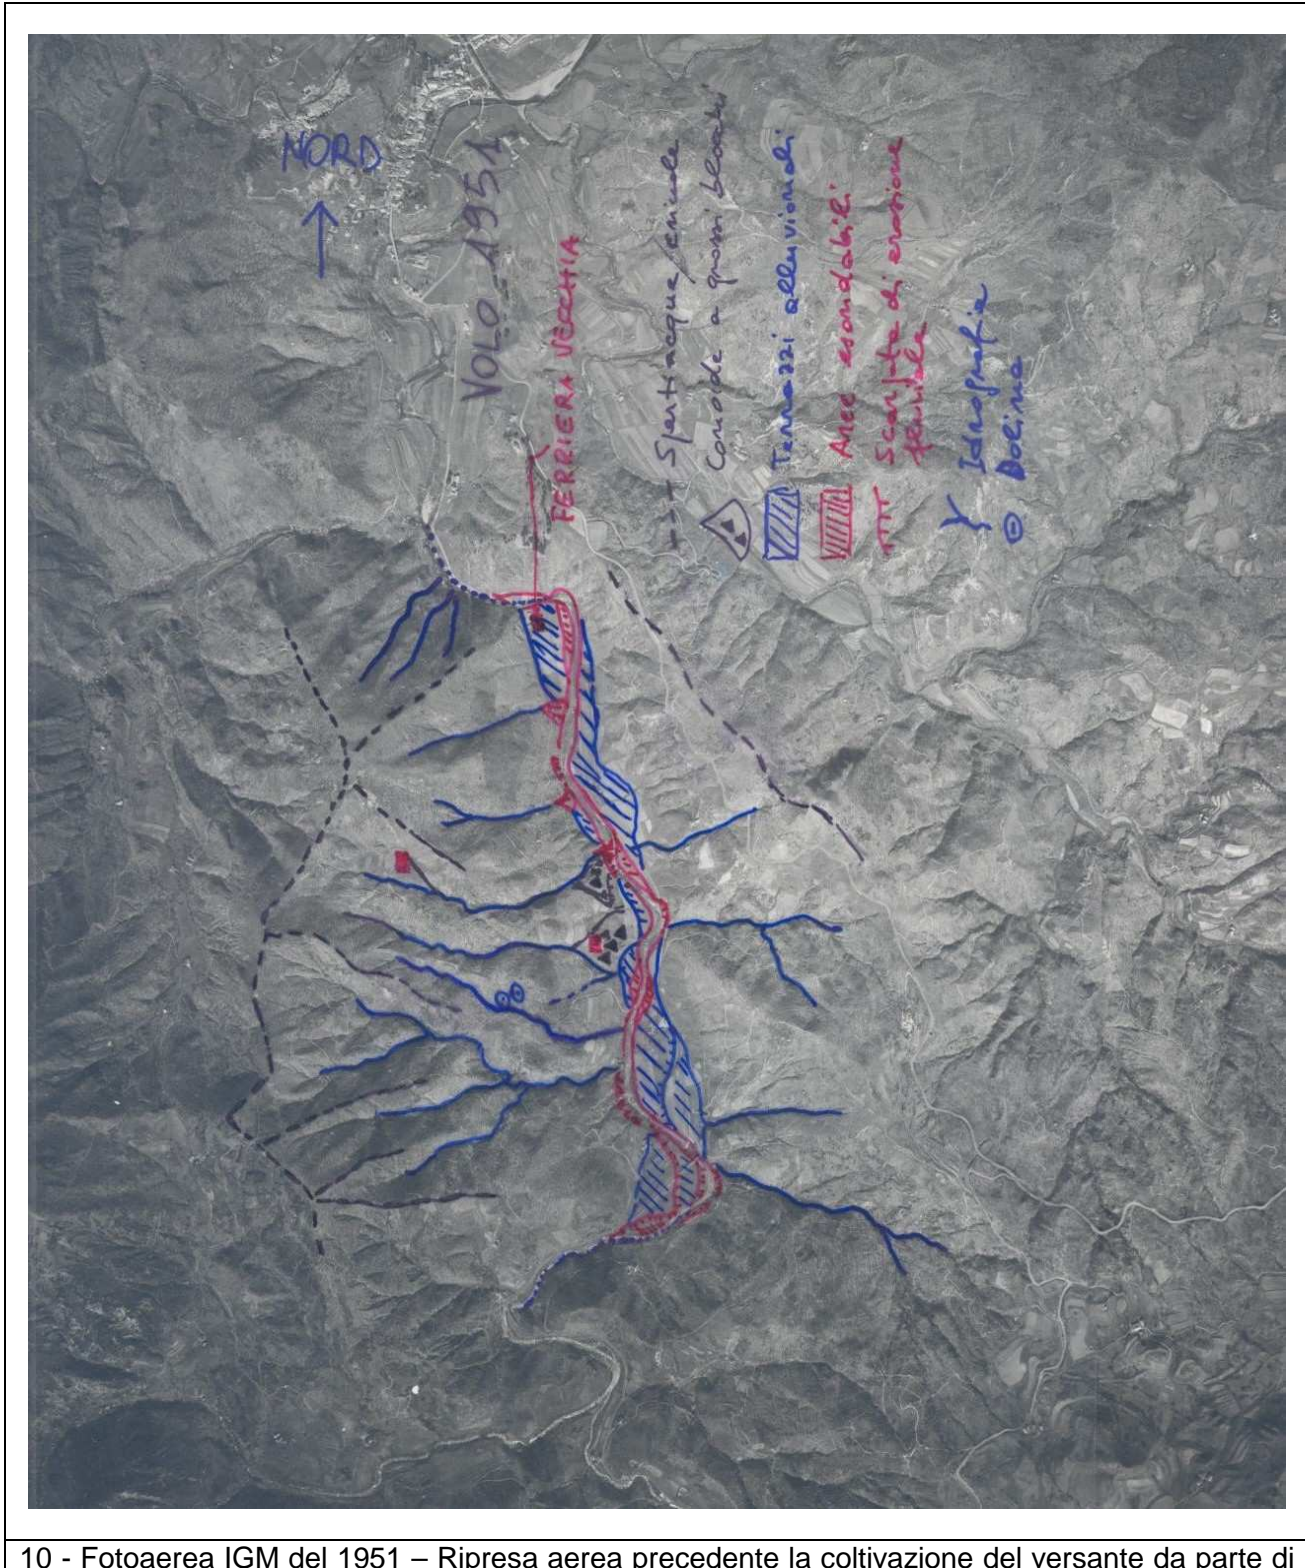 NORD
VOLO 1951
FERRIERA VECCHIA
Spartiacque
Conoide a grossi blocchi
Terrazzi alluvionali
Aree esondabili
Scarpata di erosione
fluviale
Idrografia
Dolina
10 - Fotoaerea IGM del 1951 – Ripresa aerea precedente la coltivazione del versante da parte di